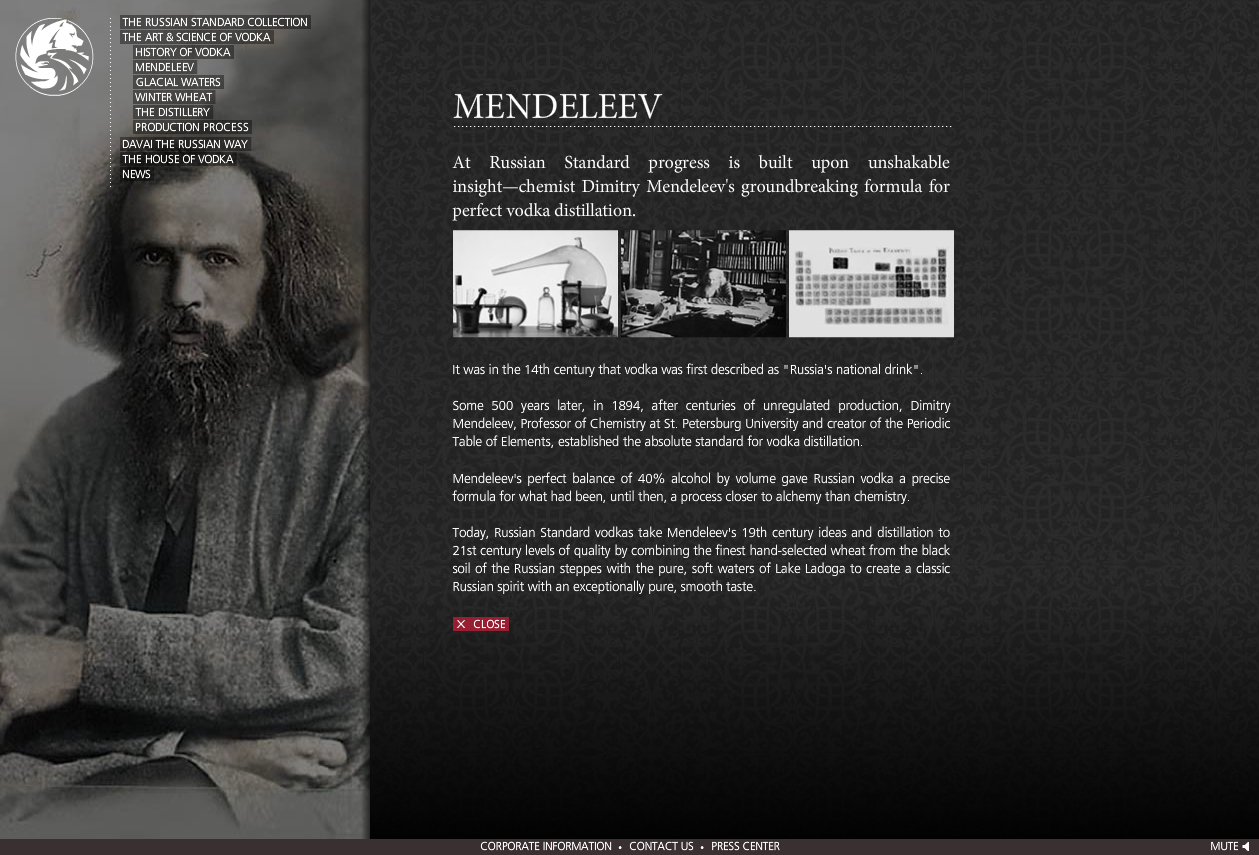 THE RUSSIAN STANDARD COLLECTION
THE ART & SCIENCE OF VODKA
HISTORY OF VODKA
MENDELEEV
GLACIAL WATERS
WINTER WHEAT
THE DISTILLERY
PRODUCTION PROCESS
DAVAI THE RUSSIAN WAY
THE HOUSE OF VODKA
NEWS
MENDELEEV
At Russian Standard progress is built upon unshakable
insight—chemist Dimitry Mendeleev's groundbreaking formula for
perfect vodka distillation.
Periodic Table of the Elements
It was in the 14th century that vodka was first described as "Russia's national drink".
Some 500 years later, in 1894, after centuries of unregulated production, Dimitry
Mendeleev, Professor of Chemistry at St. Petersburg University and creator of the Periodic
Table of Elements, established the absolute standard for vodka distillation.
Mendeleev's perfect balance of 40% alcohol by volume gave Russian vodka a precise
formula for what had been, until then, a process closer to alchemy than chemistry.
Today, Russian Standard vodkas take Mendeleev's 19th century ideas and distillation to
21st century levels of quality by combining the finest hand-selected wheat from the black
soil of the Russian steppes with the pure, soft waters of Lake Ladoga to create a classic
Russian spirit with an exceptionally pure, smooth taste.
X CLOSE
CORPORATE INFORMATION • CONTACT US • PRESS CENTER
MUTE